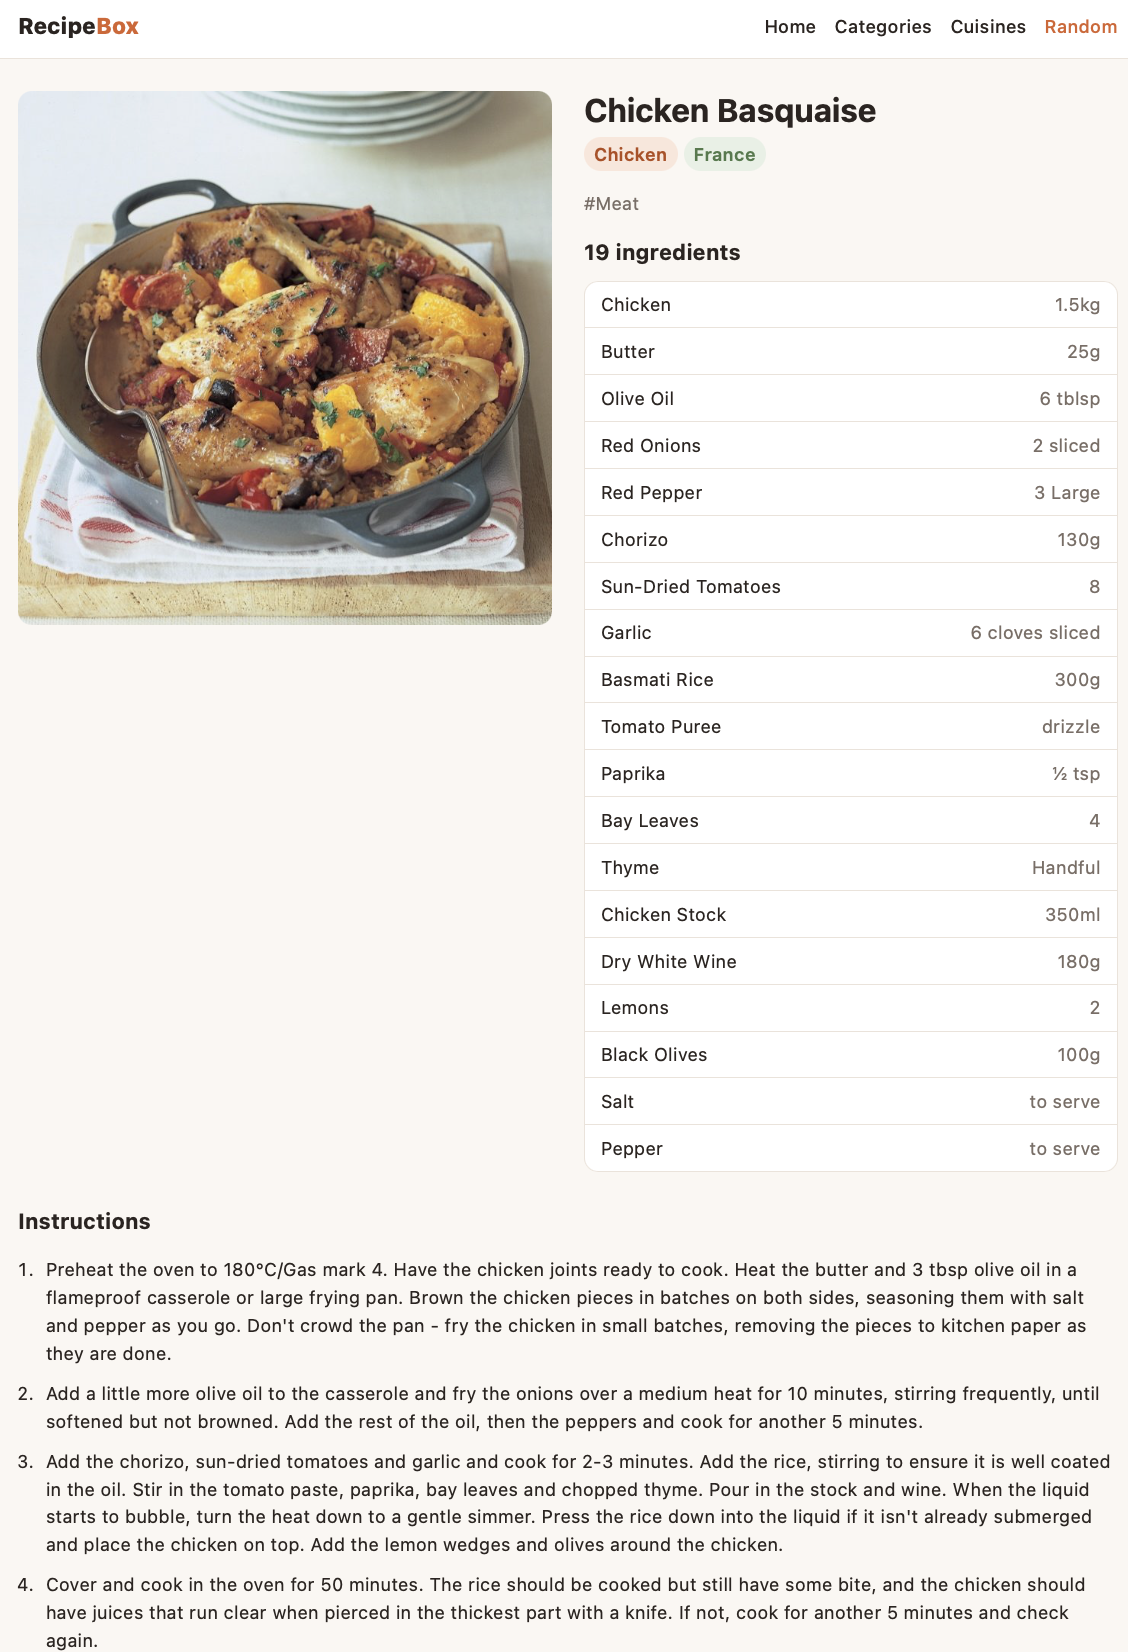 RecipeBox
Home Categories Cuisines Random
Chicken Basquaise
Chicken France
#Meat
19 ingredients
Chicken 1.5kg
Butter 25g
Olive Oil 6 tblsp
Red Onions 2 sliced
Red Pepper 3 Large
Chorizo 130g
Sun-Dried Tomatoes 8
Garlic 6 cloves sliced
Basmati Rice 300g
Tomato Puree drizzle
Paprika ½ tsp
Bay Leaves 4
Thyme Handful
Chicken Stock 350ml
Dry White Wine 180g
Lemons 2
Black Olives 100g
Salt to serve
Pepper to serve
Instructions
1. Preheat the oven to 180°C/Gas mark 4. Have the chicken joints ready to cook. Heat the butter and 3 tbsp olive oil in a
flameproof casserole or large frying pan. Brown the chicken pieces in batches on both sides, seasoning them with salt
and pepper as you go. Don't crowd the pan - fry the chicken in small batches, removing the pieces to kitchen paper as
they are done.
2. Add a little more olive oil to the casserole and fry the onions over a medium heat for 10 minutes, stirring frequently, until
softened but not browned. Add the rest of the oil, then the peppers and cook for another 5 minutes.
3. Add the chorizo, sun-dried tomatoes and garlic and cook for 2-3 minutes. Add the rice, stirring to ensure it is well coated
in the oil. Stir in the tomato paste, paprika, bay leaves and chopped thyme. Pour in the stock and wine. When the liquid
starts to bubble, turn the heat down to a gentle simmer. Press the rice down into the liquid if it isn't already submerged
and place the chicken on top. Add the lemon wedges and olives around the chicken.
4. Cover and cook in the oven for 50 minutes. The rice should be cooked but still have some bite, and the chicken should
have juices that run clear when pierced in the thickest part with a knife. If not, cook for another 5 minutes and check
again.